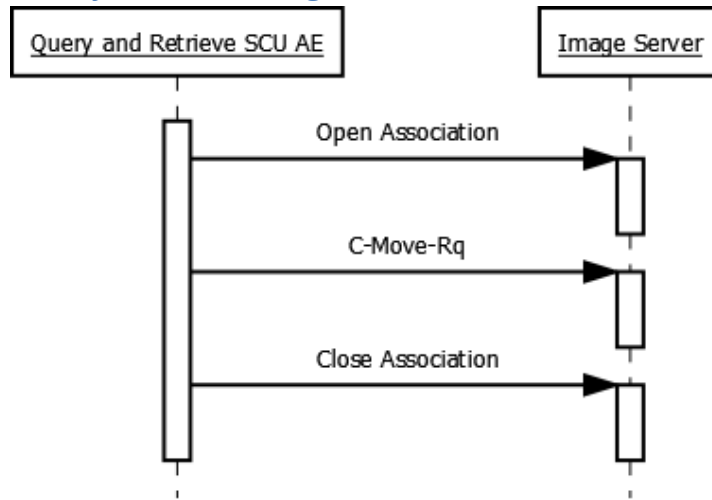 Query and Retrieve SCU AE
Image Server
Open Association
C-Move-Rq
Close Association